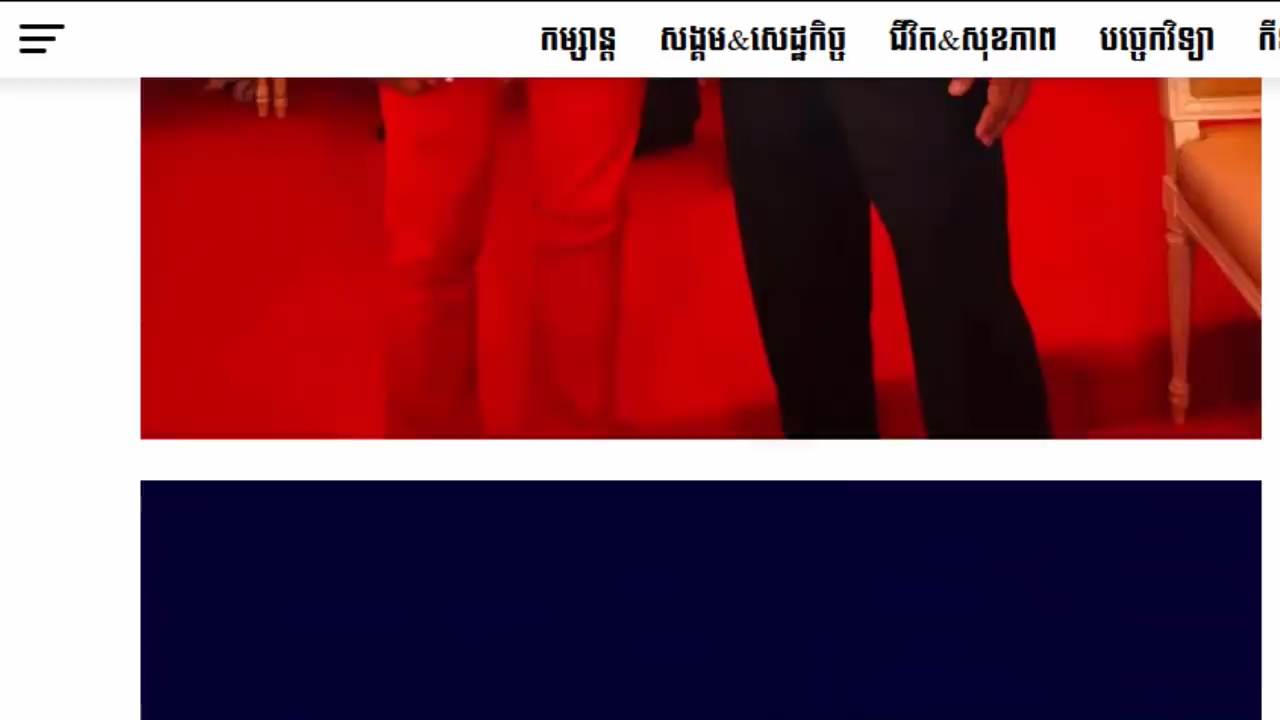 កម្សាន្ត សង្គម&សេដ្ឋកិច្ច ជីវិត&សុខភាព បច្ចេកវិទ្យា